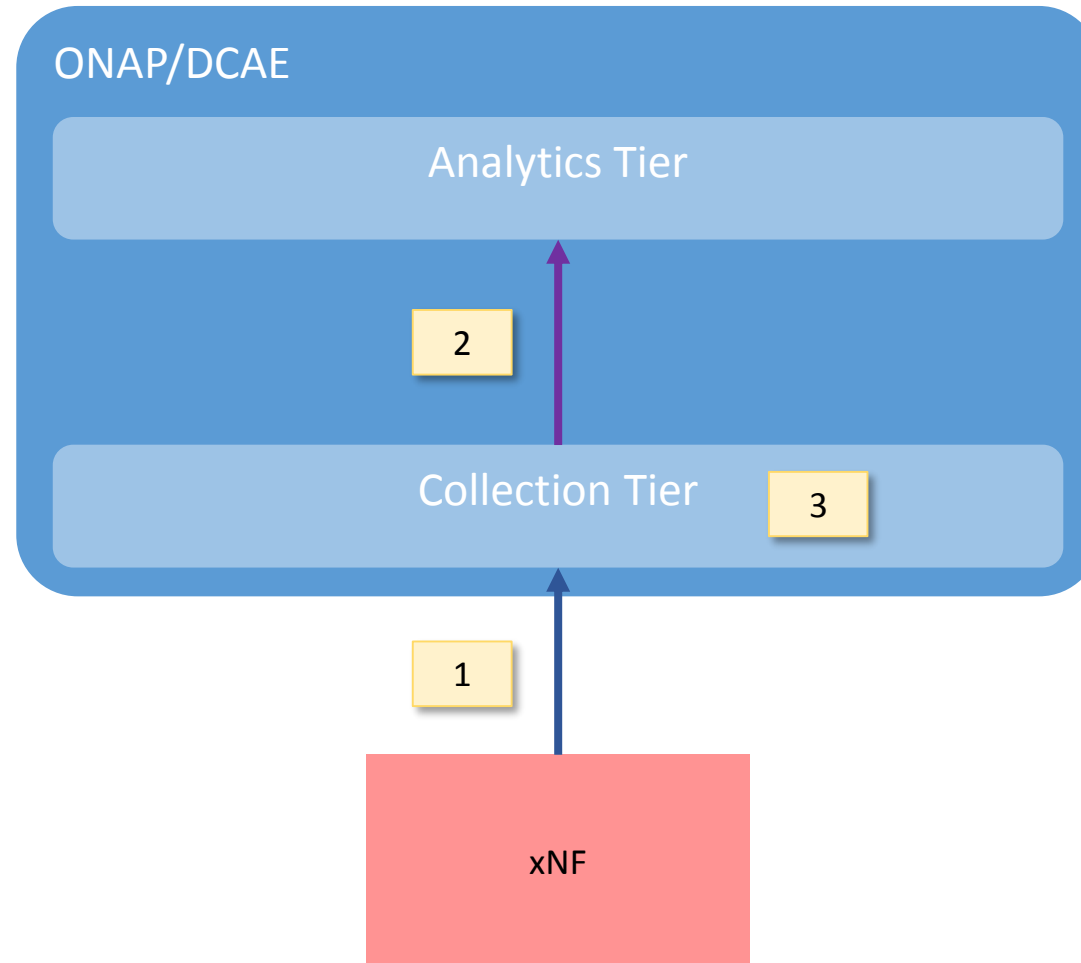 ONAP/DCAE
Analytics Tier
2
Collection Tier
3
1
xNF